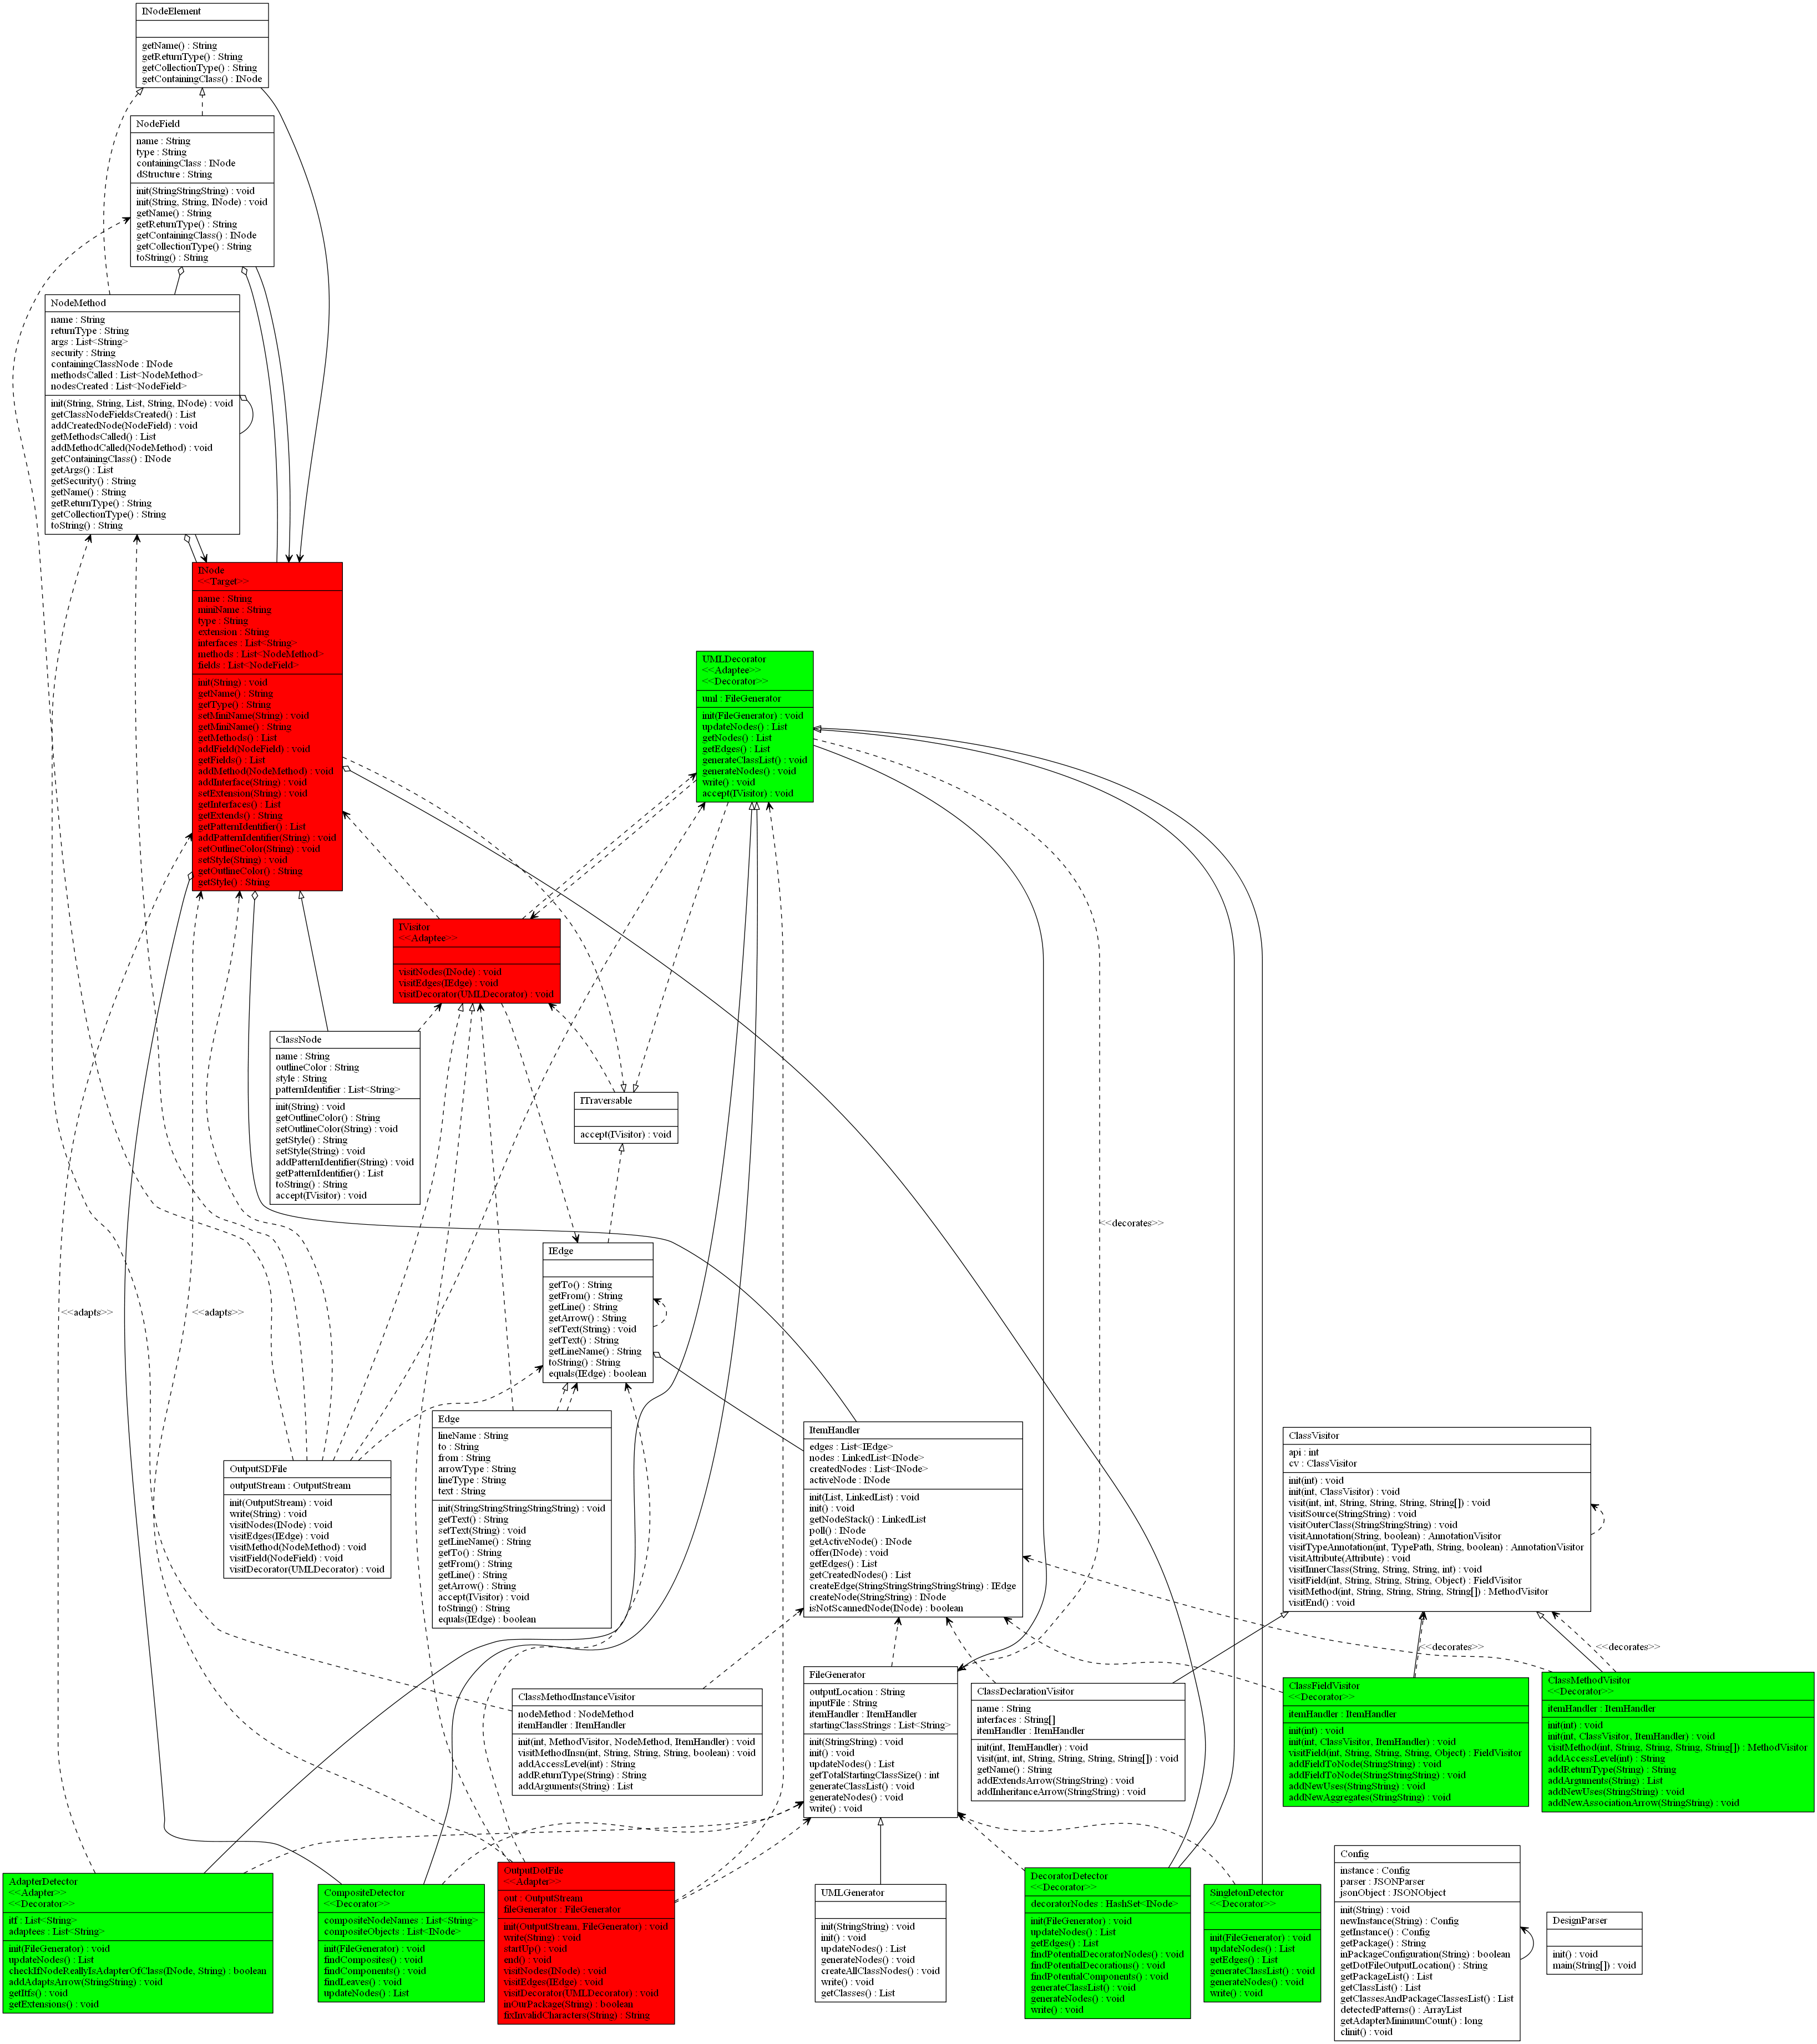 INodeElement
getName() : String
getReturnType() : String
getCollectionType() : String
getContainingClass() : INode
NodeField
name : String
type : String
containingClass : INode
dStructure : String
init(StringStringString) : void
init(String, String, INode) : void
getName() : String
getReturnType() : String
getContainingClass() : INode
getCollectionType() : String
toString() : String
NodeMethod
name : String
returnType : String
args : List<String>
security : String
containingClassNode : INode
methodsCalled : List<NodeMethod>
nodesCreated : List<NodeField>
init(String, String, List, String, INode) : void
getClassNodeFieldsCreated() : List
addCreatedNode(NodeField) : void
getMethodsCalled() : List
addMethodCalled(NodeMethod) : void
getContainingClass() : INode
getArgs() : List
getSecurity() : String
getName() : String
getReturnType() : String
getCollectionType() : String
toString() : String
INode
<<Target>>
name : String
miniName : String
type : String
extension : String
interfaces : List<String>
methods : List<NodeMethod>
fields : List<NodeField>
init(String) : void
getName() : String
getType() : String
setMiniName(String) : void
getMiniName() : String
getMethods() : List
addField(NodeField) : void
getFields() : List
addMethod(NodeMethod) : void
addInterface(String) : void
setExtension(String) : void
getInterfaces() : List
getExtends() : String
getPatternIdentifier() : List
addPatternIdentifier(String) : void
setOutlineColor(String) : void
setStyle(String) : void
getOutlineColor() : String
getStyle() : String
UMLDecorator
<<Adaptee>>
<<Decorator>>
uml : FileGenerator
init(FileGenerator) : void
updateNodes() : List
getNodes() : List
getEdges() : List
generateClassList() : void
generateNodes() : void
write() : void
accept(IVisitor) : void
IVisitor
<<Adaptee>>
visitNodes(INode) : void
visitEdges(IEdge) : void
visitDecorator(UMLDecorator) : void
ClassNode
name : String
outlineColor : String
style : String
patternIdentifier : List<String>
init(String) : void
getOutlineColor() : String
setOutlineColor(String) : void
getStyle() : String
setStyle(String) : void
addPatternIdentifier(String) : void
getPatternIdentifier() : List
toString() : String
accept(IVisitor) : void
ITraversable
accept(IVisitor) : void
<<decorates>>
IEdge
getTo() : String
getFrom() : String
getLine() : String
getArrow() : String
setText(String) : void
getText() : String
getLineName() : String
toString() : String
equals(IEdge) : boolean
<<adapts>>
<<adapts>>
OutputSDFile
outputStream : OutputStream
init(OutputStream) : void
write(String) : void
visitNodes(INode) : void
visitEdges(IEdge) : void
visitMethod(NodeMethod) : void
visitField(NodeField) : void
visitDecorator(UMLDecorator) : void
Edge
lineName : String
to : String
from : String
arrowType : String
lineType : String
text : String
init(StringStringStringStringString) : void
getText() : String
setText(String) : void
getLineName() : String
getTo() : String
getFrom() : String
getLine() : String
getArrow() : String
accept(IVisitor) : void
toString() : String
equals(IEdge) : boolean
ItemHandler
edges : List<IEdge>
nodes : LinkedList<INode>
createdNodes : List<INode>
activeNode : INode
init(List, LinkedList) : void
init() : void
getNodeStack() : LinkedList
poll() : INode
getActiveNode() : INode
offer(INode) : void
getEdges() : List
getCreatedNodes() : List
createEdge(StringStringStringStringString) : IEdge
createNode(StringString) : INode
isNotScannedNode(INode) : boolean
ClassVisitor
api : int
cv : ClassVisitor
init(int) : void
init(int, ClassVisitor) : void
visit(int, int, String, String, String, String[]) : void
visitSource(StringString) : void
visitOuterClass(StringStringString) : void
visitAnnotation(String, boolean) : AnnotationVisitor
visitTypeAnnotation(int, TypePath, String, boolean) : AnnotationVisitor
visitAttribute(Attribute) : void
visitInnerClass(String, String, String, int) : void
visitField(int, String, String, String, Object) : FieldVisitor
visitMethod(int, String, String, String, String[]) : MethodVisitor
visitEnd() : void
<<decorates>>
<<decorates>>
ClassMethodInstanceVisitor
nodeMethod : NodeMethod
itemHandler : ItemHandler
init(int, MethodVisitor, NodeMethod, ItemHandler) : void
visitMethodInsn(int, String, String, String, boolean) : void
addAccessLevel(int) : String
addReturnType(String) : String
addArguments(String) : List
FileGenerator
outputLocation : String
inputFile : String
itemHandler : ItemHandler
startingClassStrings : List<String>
init(StringString) : void
init() : void
updateNodes() : List
getTotalStartingClassSize() : int
generateClassList() : void
generateNodes() : void
write() : void
ClassDeclarationVisitor
name : String
interfaces : String[]
itemHandler : ItemHandler
init(int, ItemHandler) : void
visit(int, int, String, String, String, String[]) : void
getName() : String
addExtendsArrow(StringString) : void
addInheritanceArrow(StringString) : void
ClassFieldVisitor
<<Decorator>>
itemHandler : ItemHandler
init(int) : void
init(int, ClassVisitor, ItemHandler) : void
visitField(int, String, String, String, Object) : FieldVisitor
addFieldToNode(StringString) : void
addFieldToNode(StringStringString) : void
addNewUses(StringString) : void
addNewAggregates(StringString) : void
ClassMethodVisitor
<<Decorator>>
itemHandler : ItemHandler
init(int) : void
init(int, ClassVisitor, ItemHandler) : void
visitMethod(int, String, String, String, String[]) : MethodVisitor
addAccessLevel(int) : String
addReturnType(String) : String
addArguments(String) : List
addNewUses(StringString) : void
addNewAssociationArrow(StringString) : void
AdapterDetector
<<Adapter>>
<<Decorator>>
itf : List<String>
adaptees : List<String>
init(FileGenerator) : void
updateNodes() : List
checkIfNodeReallyIsAdapterOfClass(INode, String) : boolean
addAdaptsArrow(StringString) : void
getItfs() : void
getExtensions() : void
CompositeDetector
<<Decorator>>
compositeNodeNames : List<String>
compositeObjects : List<INode>
init(FileGenerator) : void
findComposites() : void
findComponents() : void
findLeaves() : void
updateNodes() : List
OutputDotFile
<<Adapter>>
out : OutputStream
fileGenerator : FileGenerator
init(OutputStream, FileGenerator) : void
write(String) : void
startUp() : void
end() : void
visitNodes(INode) : void
visitEdges(IEdge) : void
visitDecorator(UMLDecorator) : void
inOurPackage(String) : boolean
fixInvalidCharacters(String) : String
UMLGenerator
init(StringString) : void
init() : void
updateNodes() : List
generateNodes() : void
createAllClassNodes() : void
write() : void
getClasses() : List
DecoratorDetector
<<Decorator>>
decoratorNodes : HashSet<INode>
init(FileGenerator) : void
updateNodes() : List
getEdges() : List
findPotentialDecoratorNodes() : void
findPotentialDecorations() : void
findPotentialComponents() : void
generateClassList() : void
generateNodes() : void
write() : void
SingletonDetector
<<Decorator>>
init(FileGenerator) : void
updateNodes() : List
getEdges() : List
generateClassList() : void
generateNodes() : void
write() : void
Config
instance : Config
parser : JSONParser
jsonObject : JSONObject
init(String) : void
newInstance(String) : Config
getInstance() : Config
getPackage() : String
inPackageConfiguration(String) : boolean
getDotFileOutputLocation() : String
getPackageList() : List
getClassList() : List
getClassesAndPackageClassesList() : List
detectedPatterns() : ArrayList
getAdapterMinimumCount() : long
clinit() : void
DesignParser
init() : void
main(String[]) : void